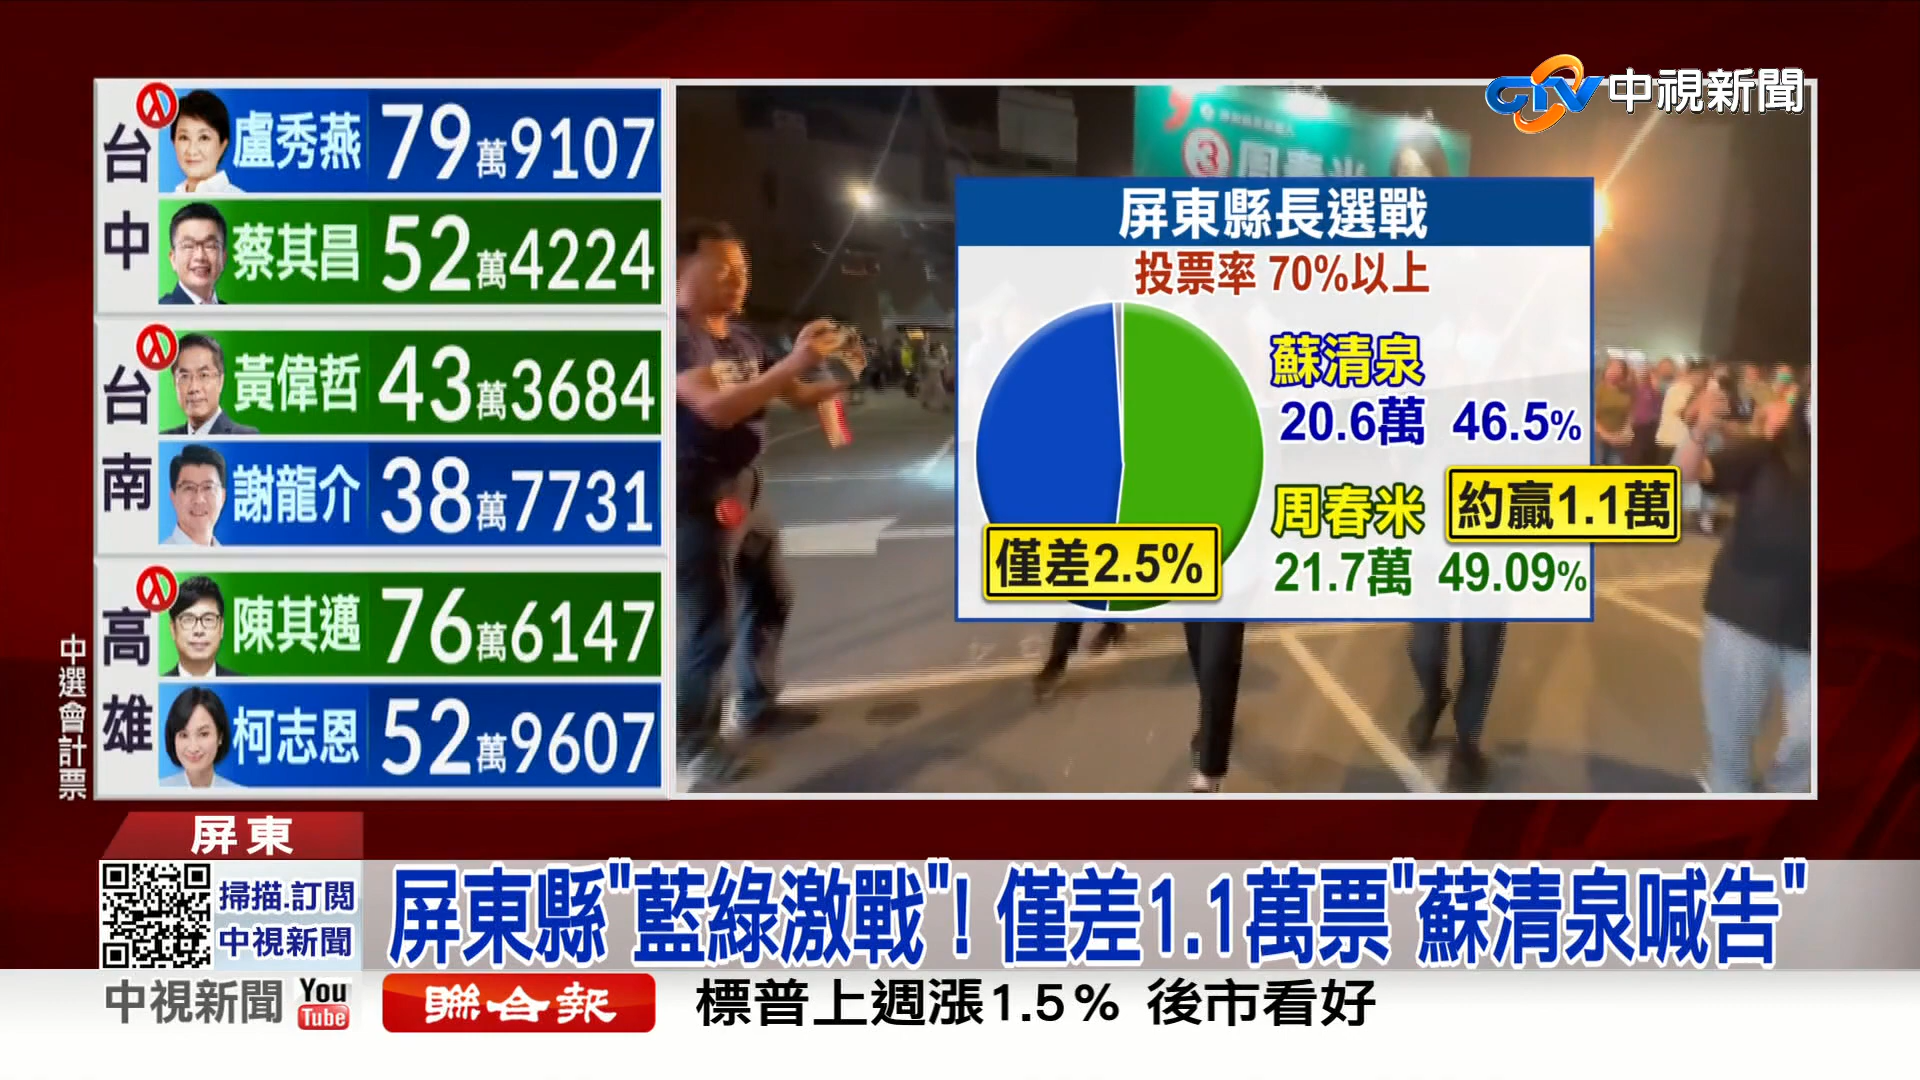 中視新聞
台中
盧秀燕 79萬9107
蔡其昌 52萬4224
台南
黃偉哲 43萬3684
謝龍介 38萬7731
高雄
陳其邁 76萬6147
柯志恩 52萬9607
中選會計票
3 周春米
屏東縣長選戰
投票率 70%以上
蘇清泉
20.6萬 46.5%
周春米 約贏1.1萬
21.7萬 49.09%
僅差2.5%
屏東
掃描.訂閱
中視新聞
屏東縣"藍綠激戰"! 僅差1.1萬票"蘇清泉喊告"
中視新聞 You Tube
聯合報
標普上週漲1.5% 後市看好